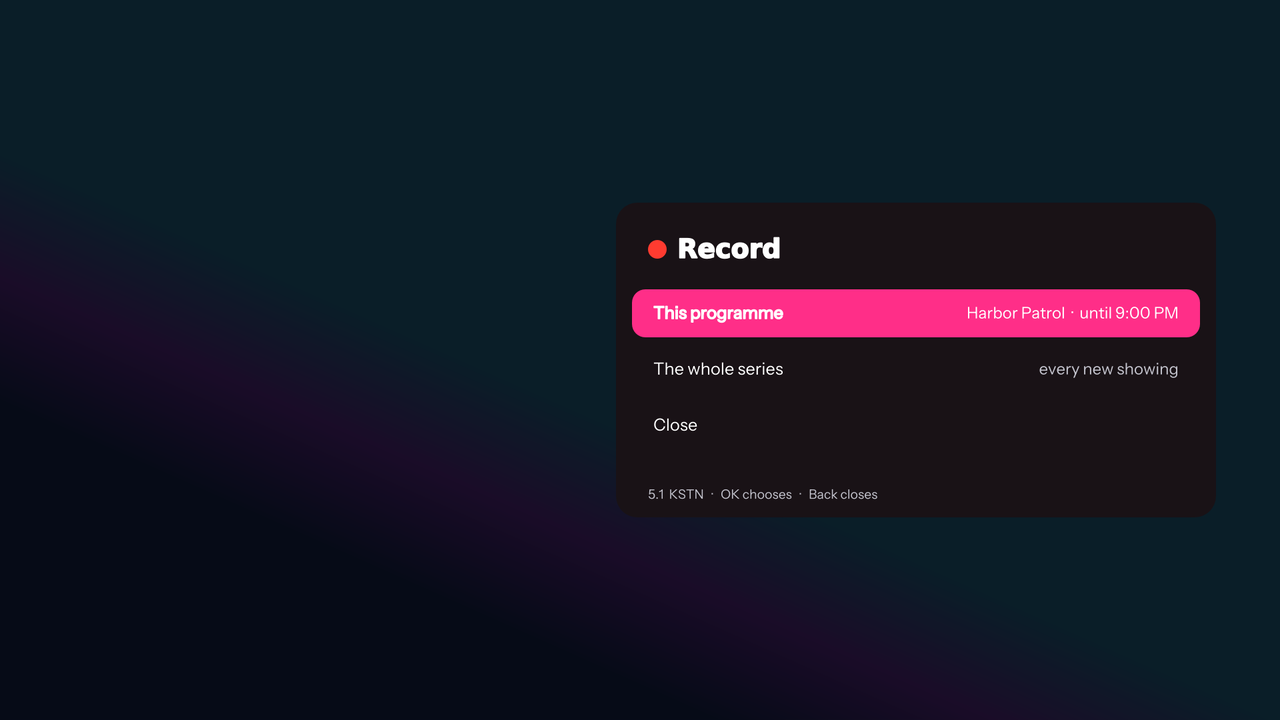 Record
This programme Harbor Patrol · until 9:00 PM
The whole series every new showing
Close
5.1 KSTN · OK chooses · Back closes